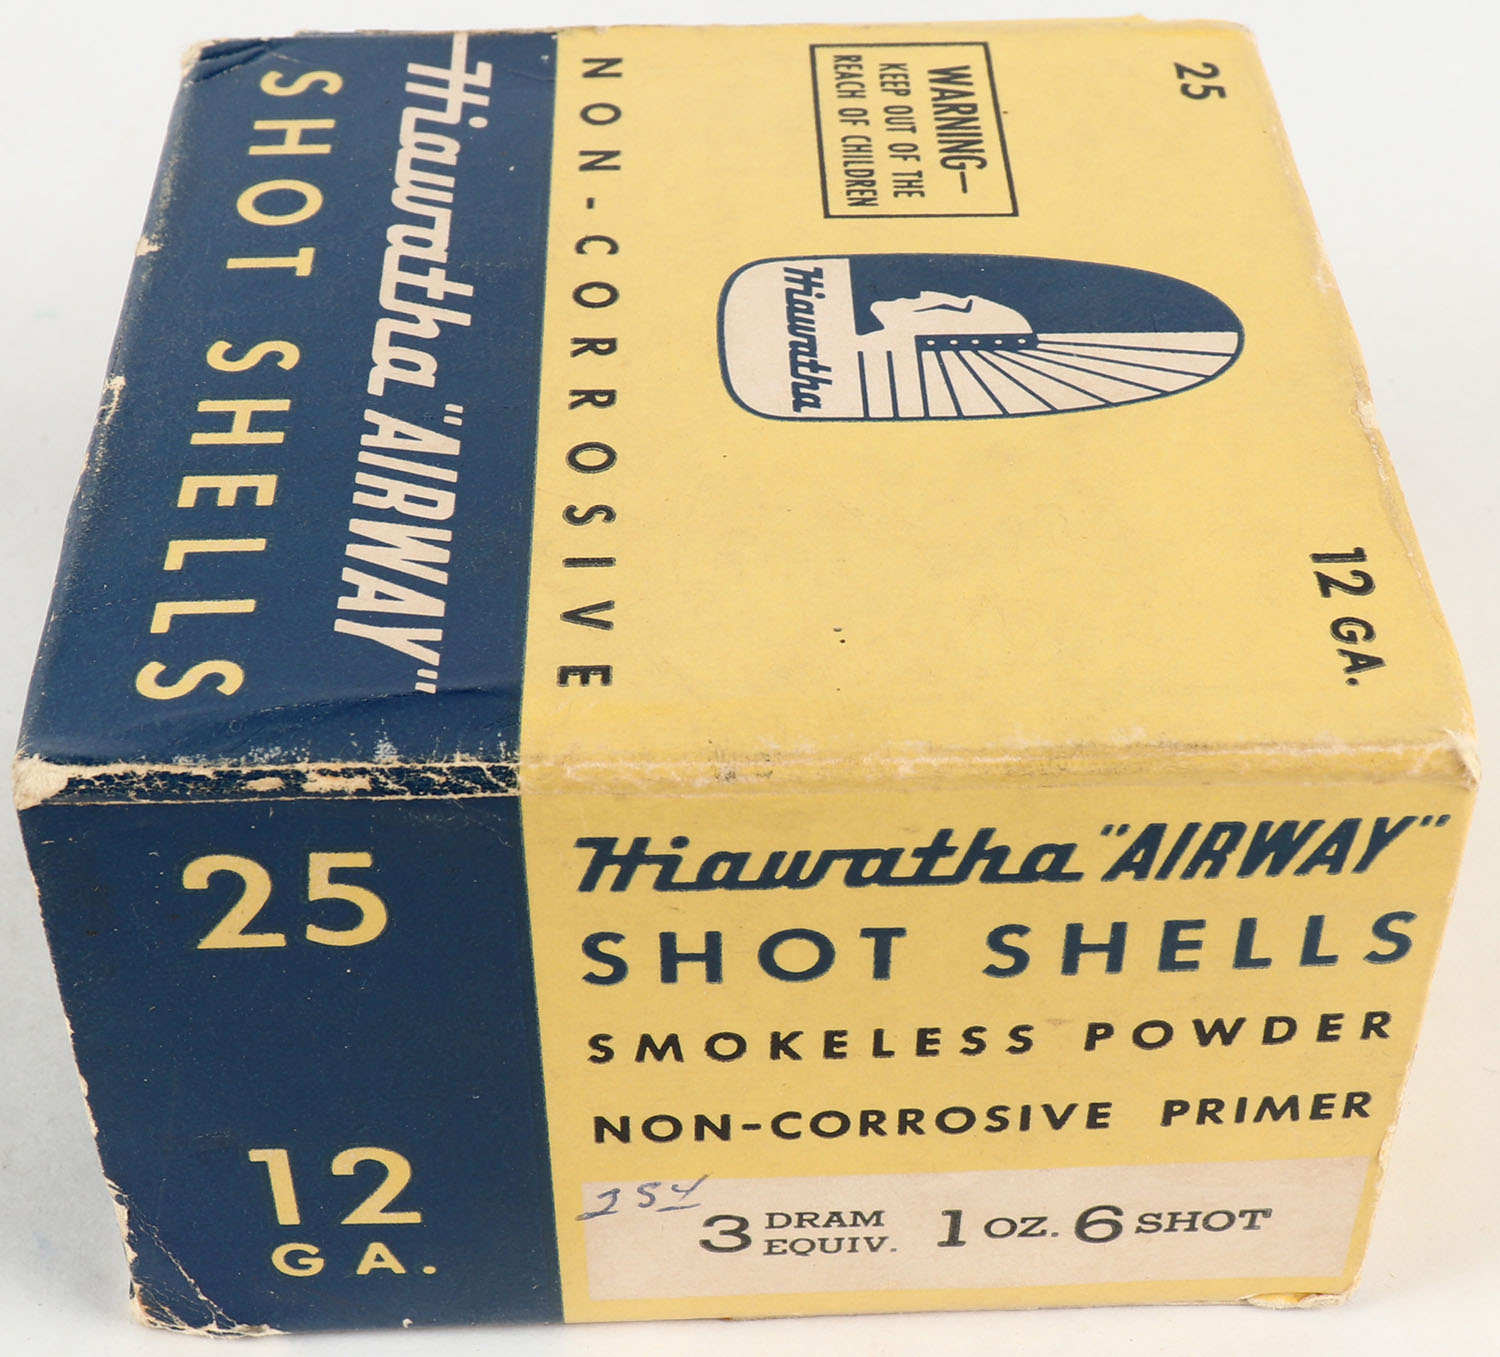 Hiawatha "AIRWAY"
SHOT SHELLS
NON-CORROSIVE
WARNING—
KEEP OUT OF THE
REACH OF CHILDREN
25
Hiawatha
12 GA.
25
12
GA.
Hiawatha "AIRWAY"
SHOT SHELLS
SMOKELESS POWDER
NON-CORROSIVE PRIMER
254
3 DRAM EQUIV. 1 OZ. 6 SHOT